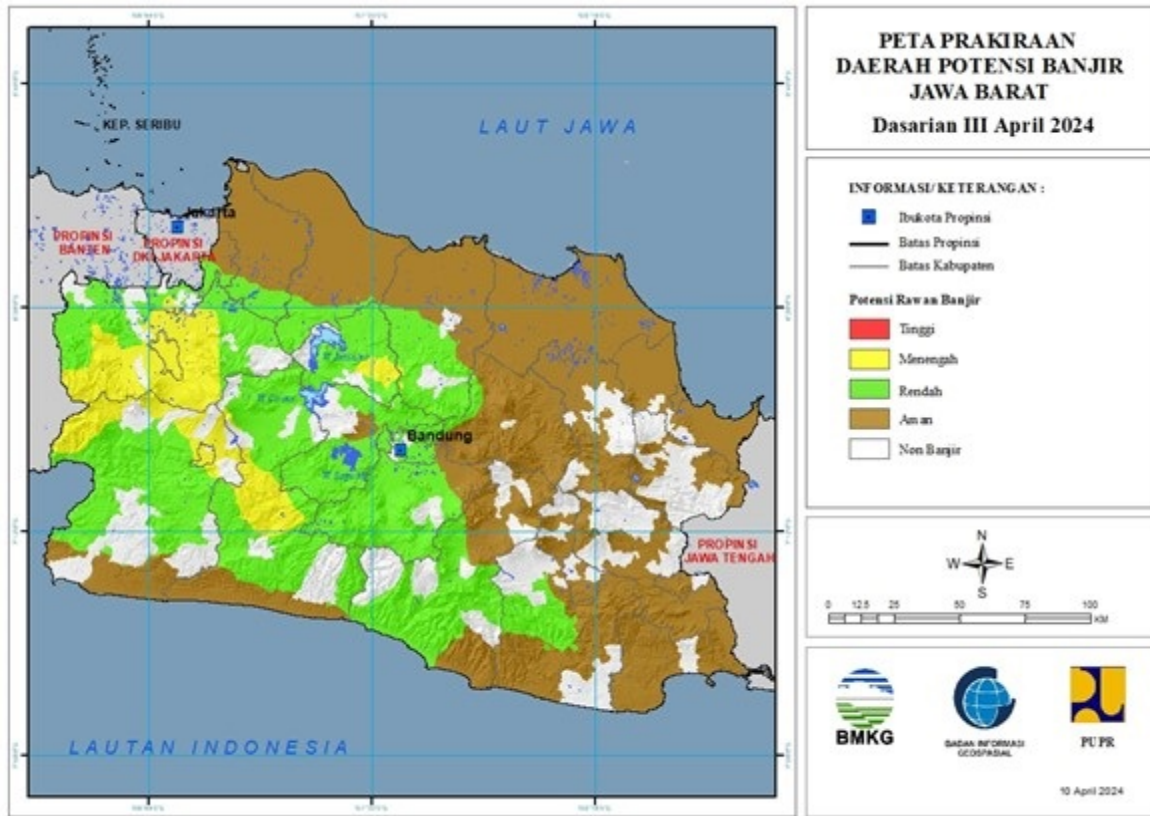 PETA PRAKIRAAN
DAERAH POTENSI BANJIR
JAWA BARAT
Dasarian III April 2024
KEP. SERIBU
LAUT JAWA
Jakarta
PROPINSI
BANTEN
PROPINSI
DKI JAKARTA
Bandung
PROPINSI
JAWA TENGAH
LAUTAN INDONESIA
INFORMASI/KETERANGAN :
Ibukota Propinsi
Batas Propinsi
Batas Kabupaten
Potensi Rawan Banjir
Tinggi
Menengah
Rendah
Aman
Non Banjir
N
W E
S
0 12.5 25 50 75 100
KM
BMKG
BADAN INFORMASI
GEOSPASIAL
PUPR
10 April 2024